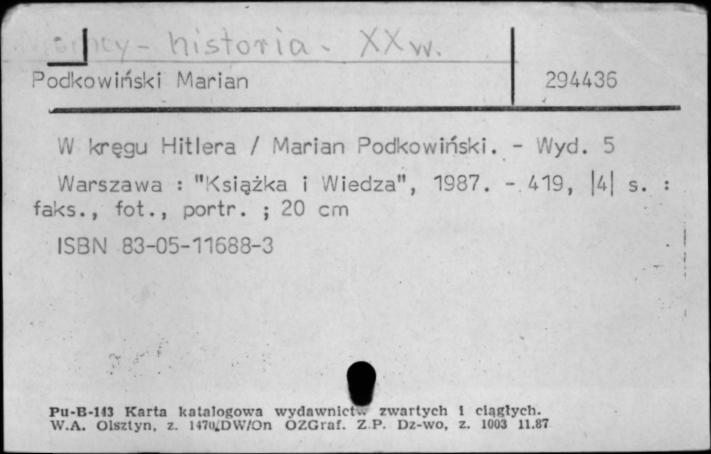 Niemcy - historia - XX w.
Podkowiński Marian 294436
W kręgu Hitlera / Marian Podkowiński. - Wyd. 5
Warszawa : "Książka i Wiedza", 1987. - 419, |4| s. :
faks., fot., portr. ; 20 cm
ISBN 83-05-11688-3
Pu-B-143 Karta katalogowa wydawnictw zwartych i ciągłych.
W.A. Olsztyn, z. 1470/DW/On OZGraf. Z.P. Dz-wo, z. 1003 11.87